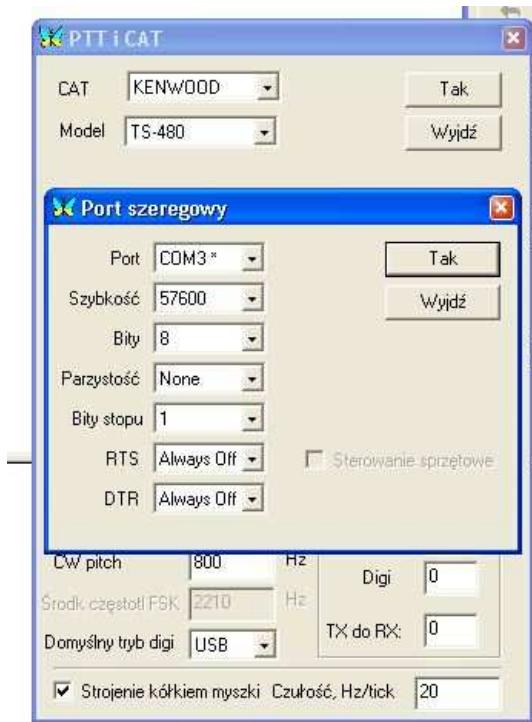 PTT i CAT
CAT KENWOOD Tak
Model TS-480 Wyjdź
Port szeregowy
Port COM3 * Tak
Szybkość 57600 Wyjdź
Bity 8
Parzystość None
Bity stopu 1
RTS Always Off Sterowanie sprzętowe
DTR Always Off
CW pitch 800 Hz
Digi 0
Środk. częstotl FSK 2210 Hz
TX do RX: 0
Domyślny tryb digi USB
Strojenie kółkiem myszki Czułość, Hz/tick 20